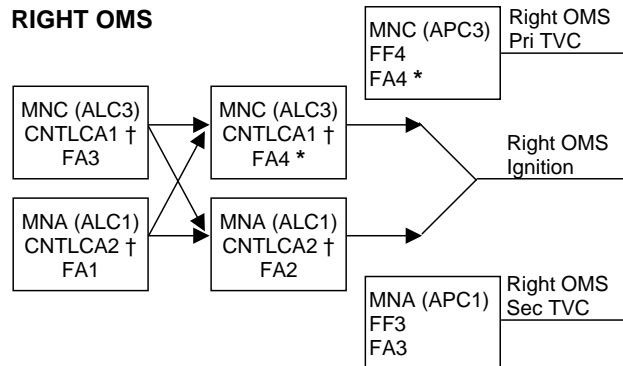 RIGHT OMS
MNC (APC3)
FF4
FA4 *
Right OMS
Pri TVC
MNC (ALC3)
CNTLCA1 †
FA3
MNC (ALC3)
CNTLCA1 †
FA4 *
Right OMS
Ignition
MNA (ALC1)
CNTLCA2 †
FA1
MNA (ALC1)
CNTLCA2 †
FA2
MNA (APC1)
FF3
FA3
Right OMS
Sec TVC